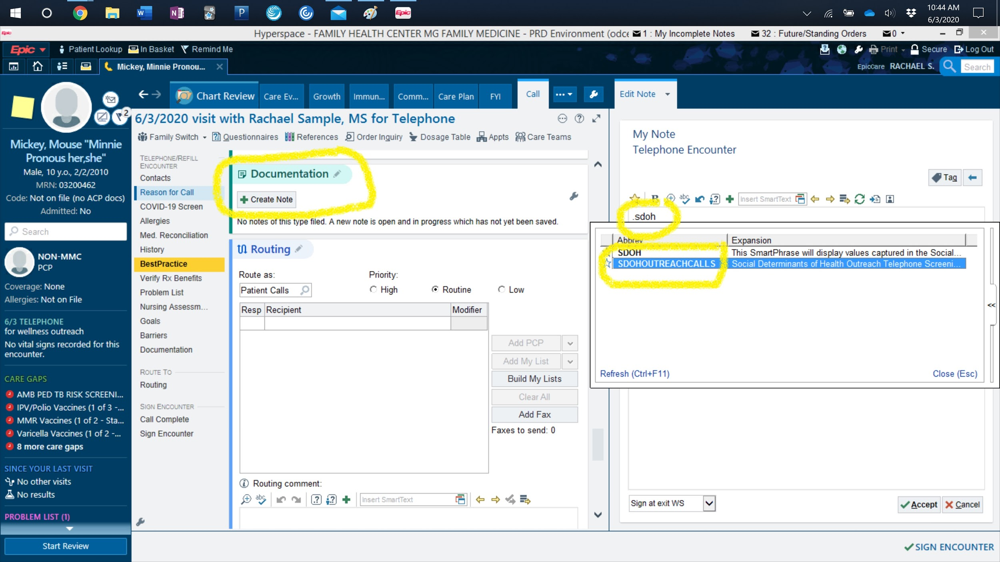 10:44 AM
6/3/2020
Epic
Hyperspace - FAMILY HEALTH CENTER MG FAMILY MEDICINE - PRD Environment (odce
1 : My Incomplete Notes
32 : Future/Standing Orders
0
Epic
Patient Lookup
In Basket
Remind Me
Print
Secure
Log Out
Mickey, Minnie Pronou...
EpicCare
RACHAEL S.
Search
Chart Review
Care Ev...
Growth
Immun...
Comm...
Care Plan
FYI
Call
Edit Note
2
Mickey, Mouse "Minnie
Pronous her,she"
Male, 10 y.o., 2/2/2010
MRN: 03200462
Code: Not on file (no ACP docs)
Admitted: No
Search
NON-MMC
PCP
Coverage: None
Allergies: Not on File
6/3 TELEPHONE
for wellness outreach
No vital signs recorded for this
encounter.
CARE GAPS
AMB PED TB RISK SCREENI...
IPV/Polio Vaccines (1 of 3 -...
MMR Vaccines (1 of 2 - Sta...
Varicella Vaccines (1 of 2 -...
8 more care gaps
SINCE YOUR LAST VISIT
No other visits
No results
PROBLEM LIST (1)
Start Review
6/3/2020 visit with Rachael Sample, MS for Telephone
Family Switch
Questionnaires
References
Order Inquiry
Dosage Table
Appts
Care Teams
TELEPHONE/REFILL
ENCOUNTER
Contacts
Reason for Call
COVID-19 Screen
Allergies
Med. Reconciliation
History
BestPractice
Verify Rx Benefits
Problem List
Nursing Assessm...
Goals
Barriers
Documentation
ROUTE TO
Routing
SIGN ENCOUNTER
Call Complete
Sign Encounter
Documentation
Create Note
No notes of this type filed. A new note is open and in progress which has not yet been saved.
Routing
Route as:
Priority:
Patient Calls
High
Routine
Low
Resp
Recipient
Modifier
Add PCP
Add My List
Build My Lists
Clear All
Add Fax
Faxes to send: 0
Routing comment:
Insert SmartText
My Note
Telephone Encounter
Tag
Insert SmartText
.sdoh
Abbrev
Expansion
SDOH
This SmartPhrase will display values captured in the Social...
SDOHOUTREACHCALLS
Social Determinants of Health Outreach Telephone Screeni...
<<
Refresh (Ctrl+F11)
Close (Esc)
Sign at exit WS
Accept
Cancel
SIGN ENCOUNTER